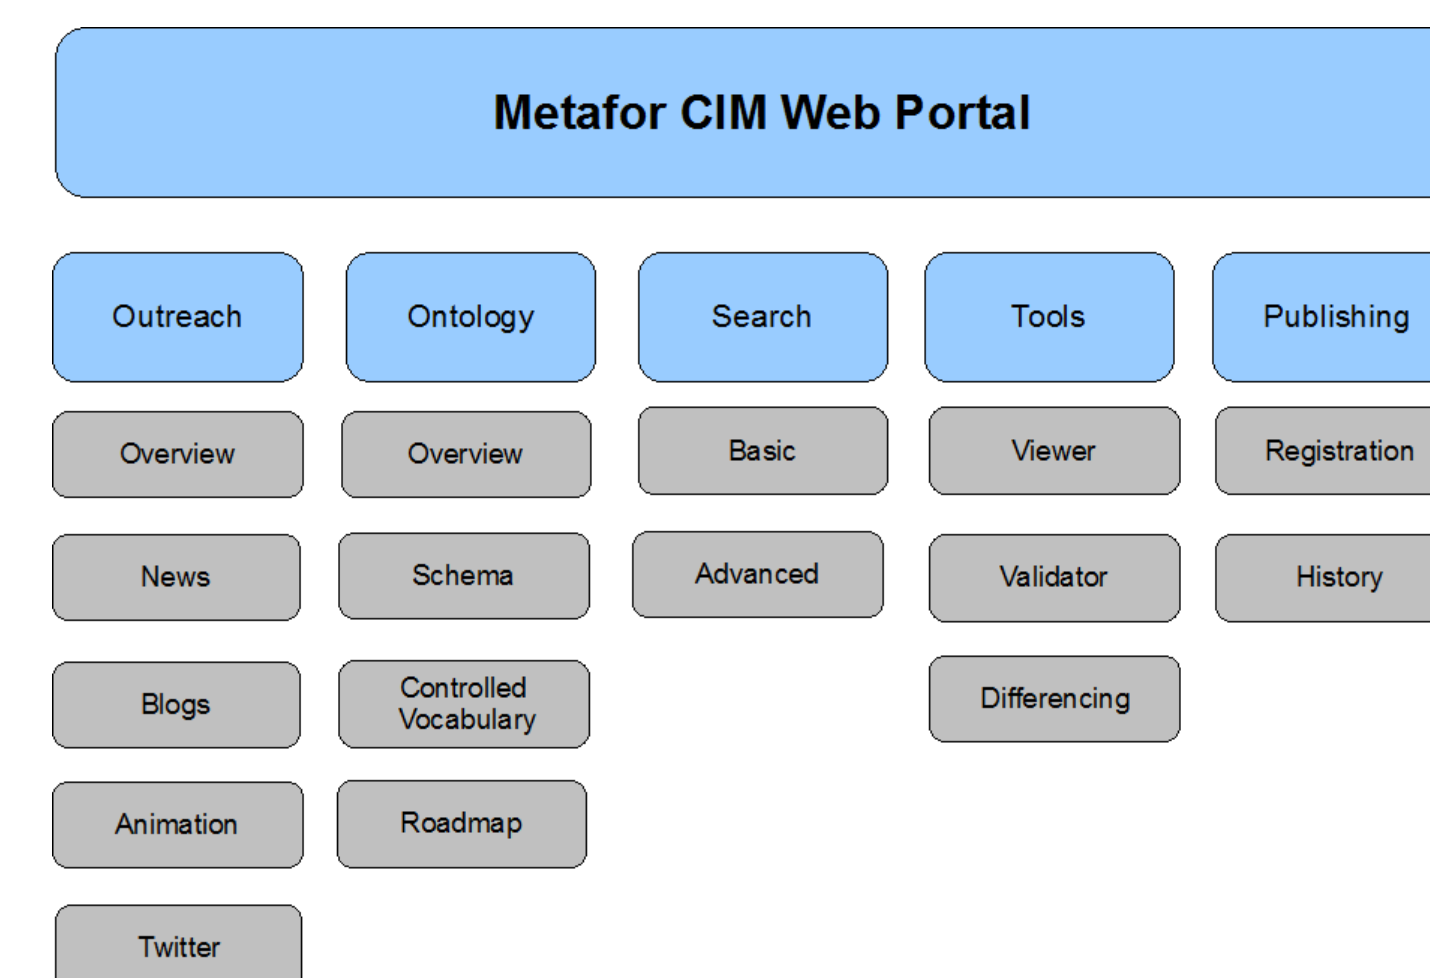 Metafor CIM Web Portal
Outreach
Ontology
Search
Tools
Publishing
Overview
Overview
Basic
Viewer
Registration
News
Schema
Advanced
Validator
History
Blogs
Controlled
Vocabulary
Differencing
Animation
Roadmap
Twitter